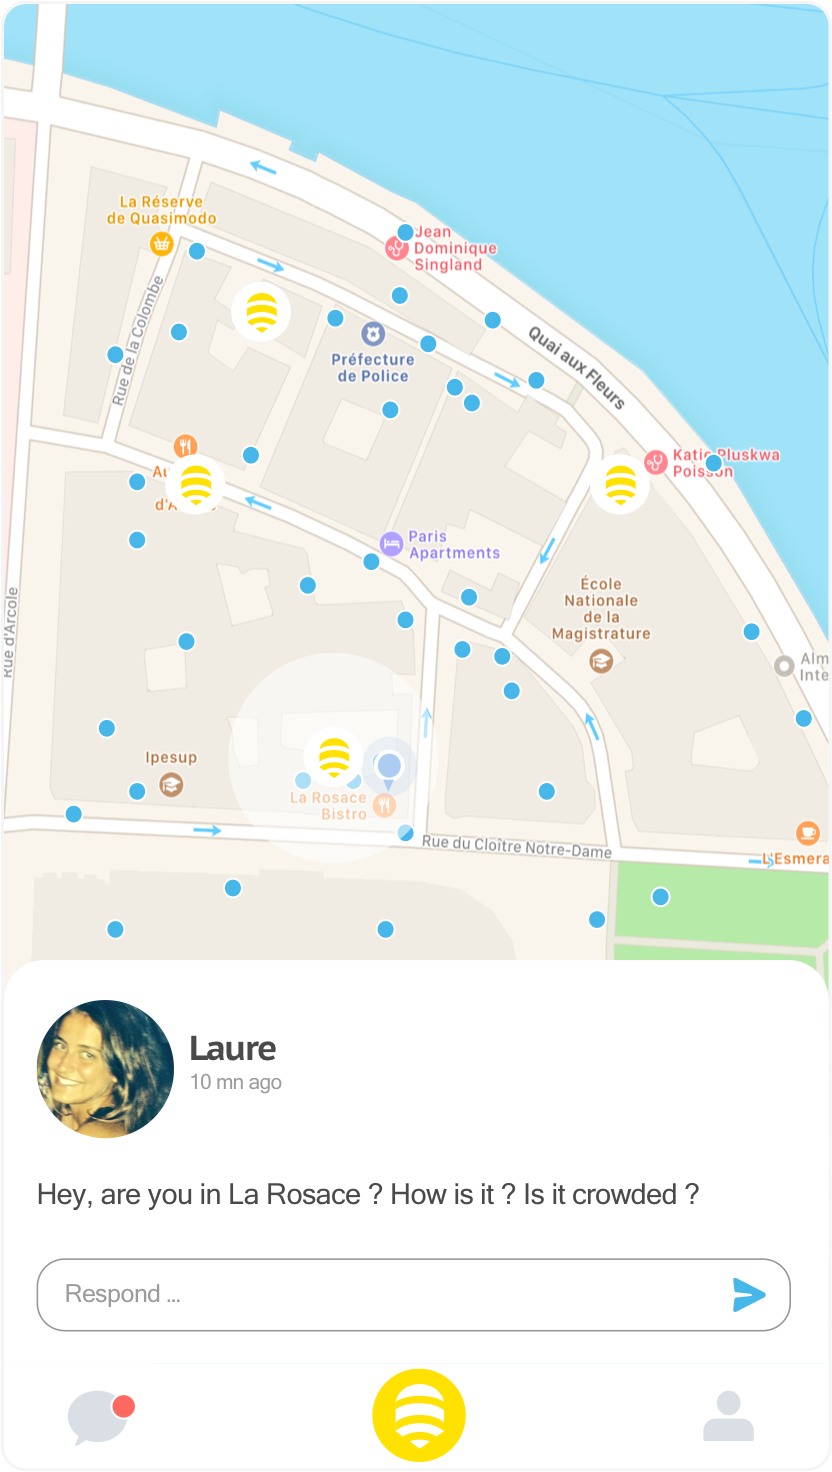 La Réserve
de Quasimodo
Jean
Dominique
Singland
Rue de la Colombe
Préfecture
de Police
Quai aux Fleurs
Katie Pluskwa
Poisson
Au
d'A
Paris
Apartments
École
Nationale
de la
Magistrature
Rue d'Arcole
Alm
Inte
Ipesup
La Rosace
Bistro
Rue du Cloître Notre-Dame
L'Esmera
Laure
10 mn ago
Hey, are you in La Rosace ? How is it ? Is it crowded ?
Respond ...